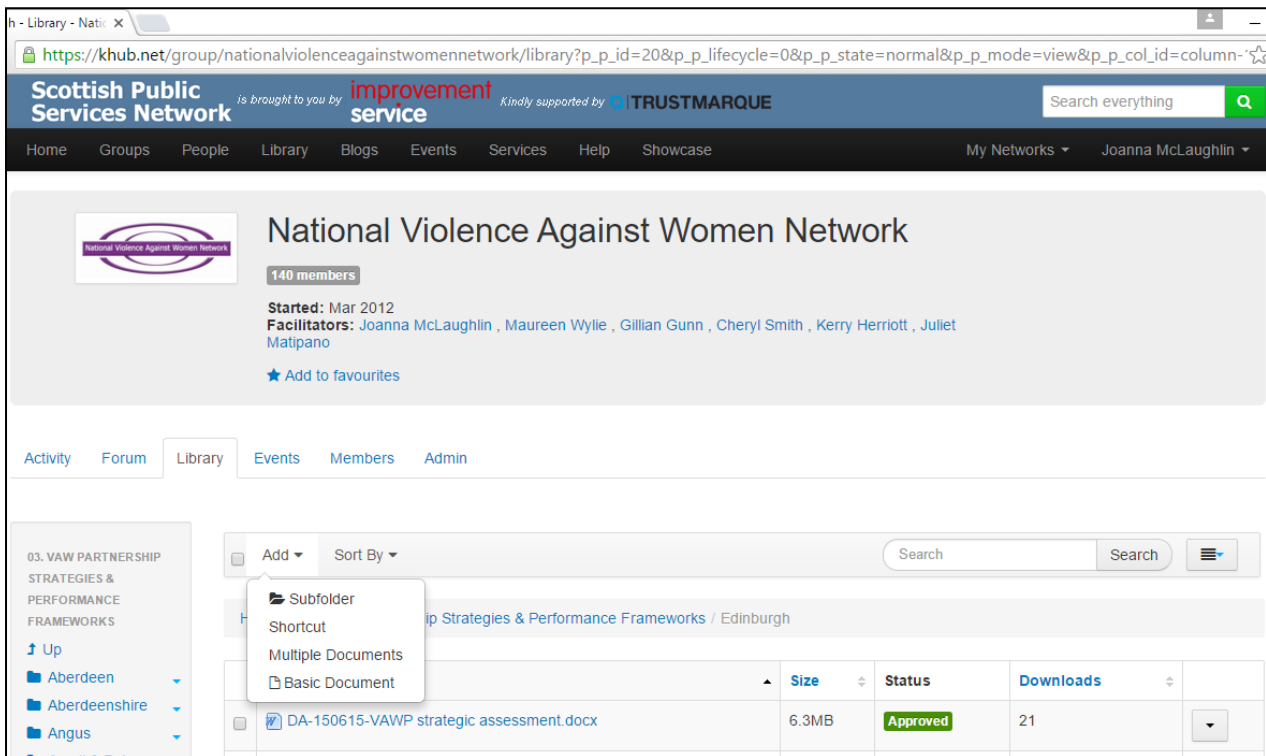 h - Library - Natio
https://khub.net/group/nationalviolenceagainstwomennetwork/library?p_p_id=20&p_p_lifecycle=0&p_p_state=normal&p_p_mode=view&p_p_col_id=column-
Scottish Public Services Network is brought to you by improvement service Kindly supported by TRUSTMARQUE Search everything
Home Groups People Library Blogs Events Services Help Showcase My Networks Joanna McLaughlin
National Violence Against Women Network
National Violence Against Women Network
140 members
Started: Mar 2012
Facilitators: Joanna McLaughlin , Maureen Wylie , Gillian Gunn , Cheryl Smith , Kerry Herriott , Juliet
Matipano
Add to favourites
Activity Forum Library Events Members Admin
03. VAW PARTNERSHIP
STRATEGIES &
PERFORMANCE
FRAMEWORKS
Up
Aberdeen
Aberdeenshire
Angus
Add Sort By Search Search
Subfolder
Shortcut
Multiple Documents
Basic Document
H ip Strategies & Performance Frameworks / Edinburgh
Size Status Downloads
DA-150615-VAWP strategic assessment.docx 6.3MB Approved 21